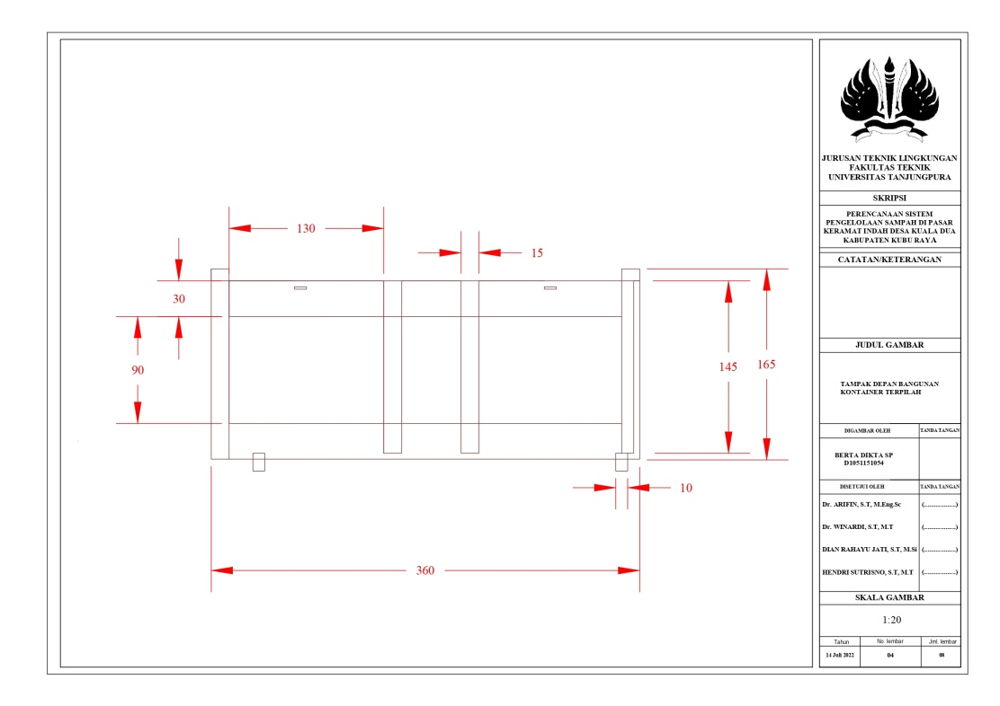 130
15
30
90
145
165
10
360
JURUSAN TEKNIK LINGKUNGAN
FAKULTAS TEKNIK
UNIVERSITAS TANJUNGPURA
SKRIPSI
PERENCANAAN SISTEM
PENGELOLAAN SAMPAH DI PASAR
KERAMAT INDAH DESA KUALA DUA
KABUPATEN KUBU RAYA
CATATAN/KETERANGAN
JUDUL GAMBAR
TAMPAK DEPAN BANGUNAN
KONTAINER TERPILAH
DIGAMBAR OLEH TANDA TANGAN
BERTA DIKTA SP
D1051151054
DISETUJUI OLEH TANDA TANGAN
Dr. ARIFIN, S.T, M.Eng.Sc (....................)
Dr. WINARDI, S.T, M.T (....................)
DIAN RAHAYU JATI, S.T, M.Si (....................)
HENDRI SUTRISNO, S.T, M.T (....................)
SKALA GAMBAR
1:20
Tahun No. lembar Jml. lembar
14 Juli 2022 04 08